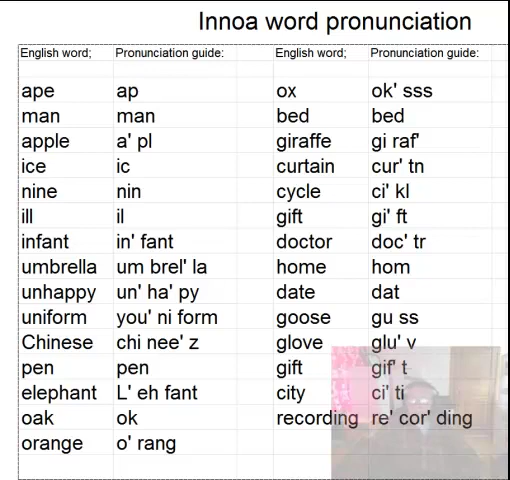 Innoa word pronunciation
English word; Pronunciation guide: English word; Pronunciation guide:
ape ap ox ok' sss
man man bed bed
apple a' pl giraffe gi raf'
ice ic curtain cur' tn
nine nin cycle ci' kl
ill il gift gi' ft
infant in' fant doctor doc' tr
umbrella um brel' la home hom
unhappy un' ha' py date dat
uniform you' ni form goose gu ss
Chinese chi nee' z glove glu' v
pen pen gift gif' t
elephant L' eh fant city ci' ti
oak ok recording re' cor' ding
orange o' rang